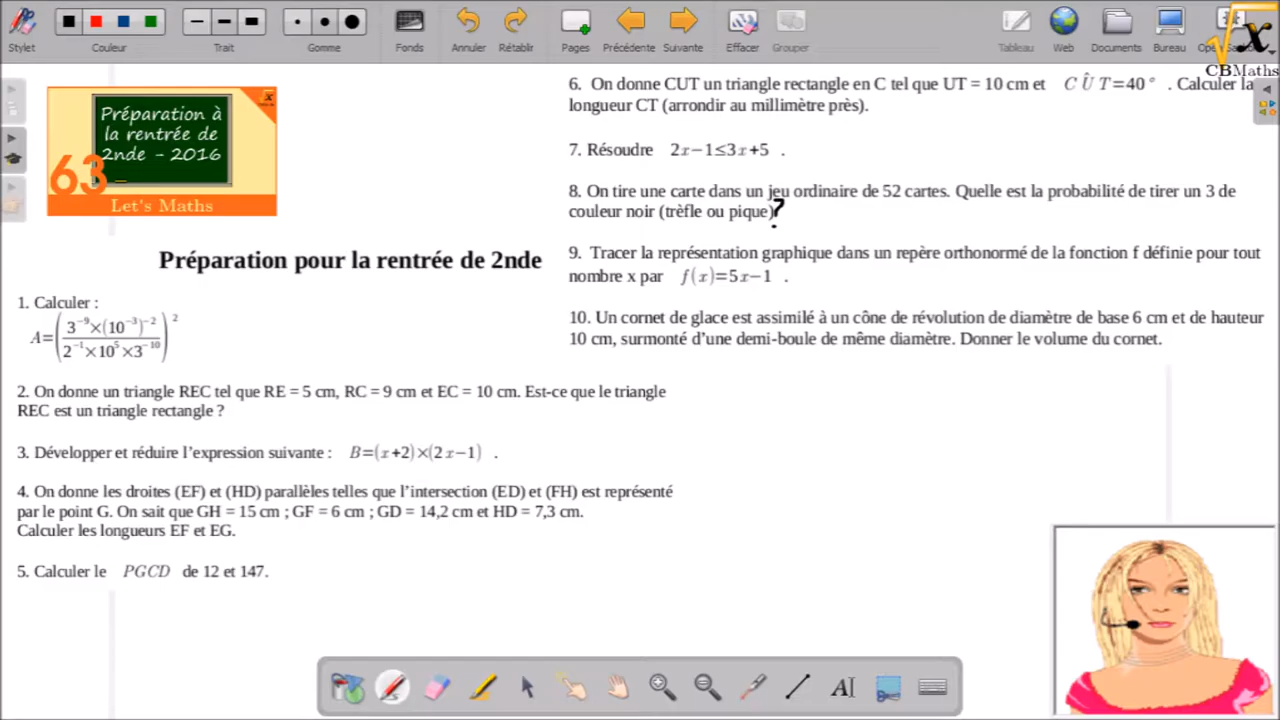 Stylet
Couleur
Trait
Gomme
Fonds
Annuler
Rétablir
Pages
Précédente
Suivante
Effacer
Grouper
Tableau
Web
Documents
Bureau
CBMaths
Préparation à
la rentrée de
2nde - 2016
63
Let's Maths
Préparation pour la rentrée de 2nde
1. Calculer :
A=(3⁻⁹×(10⁻³)⁻² / 2⁻¹×10⁵×3⁻¹⁰)²
2. On donne un triangle REC tel que RE = 5 cm, RC = 9 cm et EC = 10 cm. Est-ce que le triangle
REC est un triangle rectangle ?
3. Développer et réduire l'expression suivante : B=(x+2)×(2x−1) .
4. On donne les droites (EF) et (HD) parallèles telles que l'intersection (ED) et (FH) est représenté
par le point G. On sait que GH = 15 cm ; GF = 6 cm ; GD = 14,2 cm et HD = 7,3 cm.
Calculer les longueurs EF et EG.
5. Calculer le PGCD de 12 et 147.
6. On donne CUT un triangle rectangle en C tel que UT = 10 cm et C Û T=40° . Calculer la
longueur CT (arrondir au millimètre près).
7. Résoudre 2x−1≤3x+5 .
8. On tire une carte dans un jeu ordinaire de 52 cartes. Quelle est la probabilité de tirer un 3 de
couleur noir (trèfle ou pique)?
9. Tracer la représentation graphique dans un repère orthonormé de la fonction f définie pour tout
nombre x par f(x)=5x−1 .
10. Un cornet de glace est assimilé à un cône de révolution de diamètre de base 6 cm et de hauteur
10 cm, surmonté d'une demi-boule de même diamètre. Donner le volume du cornet.